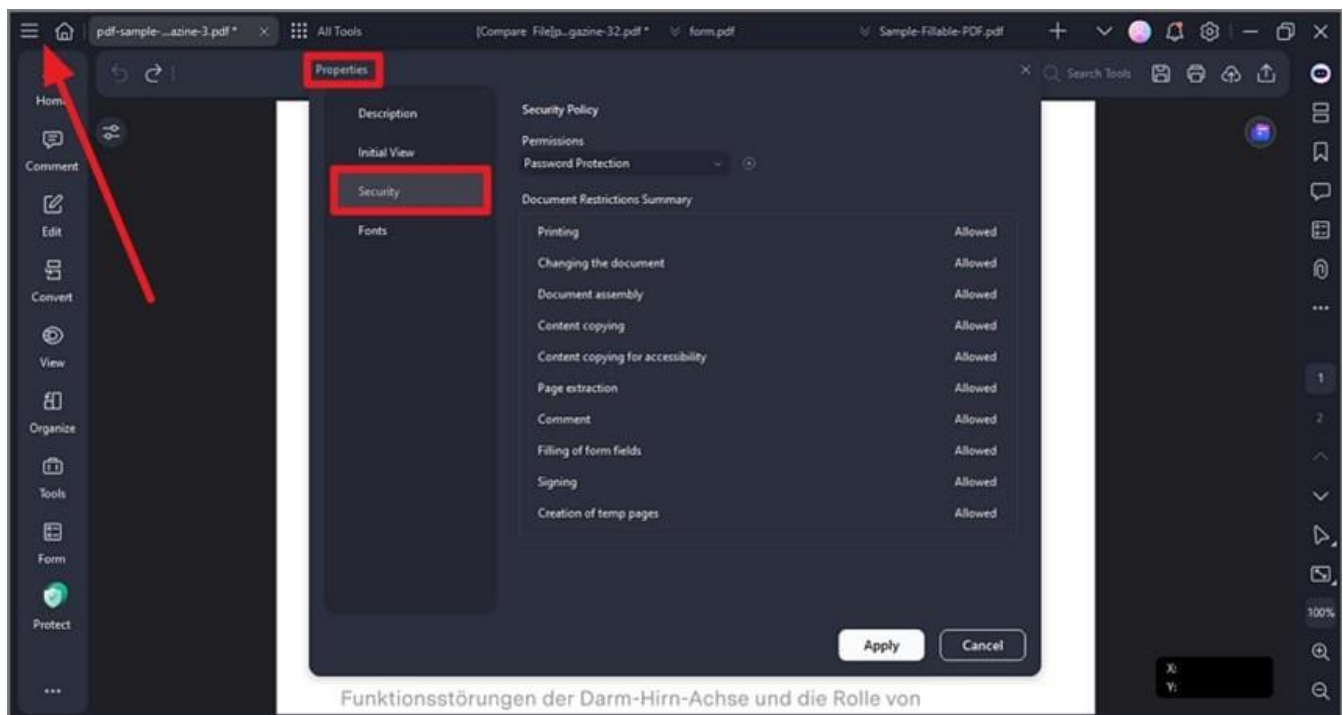 pdf-sample-...azine-3.pdf *
All Tools
[Compare File]p...gazine-32.pdf *
form.pdf
Sample-Fillable-PDF.pdf
Properties
Search Tools
Home
Comment
Edit
Convert
View
Organize
Tools
Form
Protect
Description
Initial View
Security
Fonts
Security Policy
Permissions
Password Protection
Document Restrictions Summary
Printing Allowed
Changing the document Allowed
Document assembly Allowed
Content copying Allowed
Content copying for accessibility Allowed
Page extraction Allowed
Comment Allowed
Filling of form fields Allowed
Signing Allowed
Creation of temp pages Allowed
Apply
Cancel
1
2
100%
X:
Y:
Funktionsstörungen der Darm-Hirn-Achse und die Rolle von